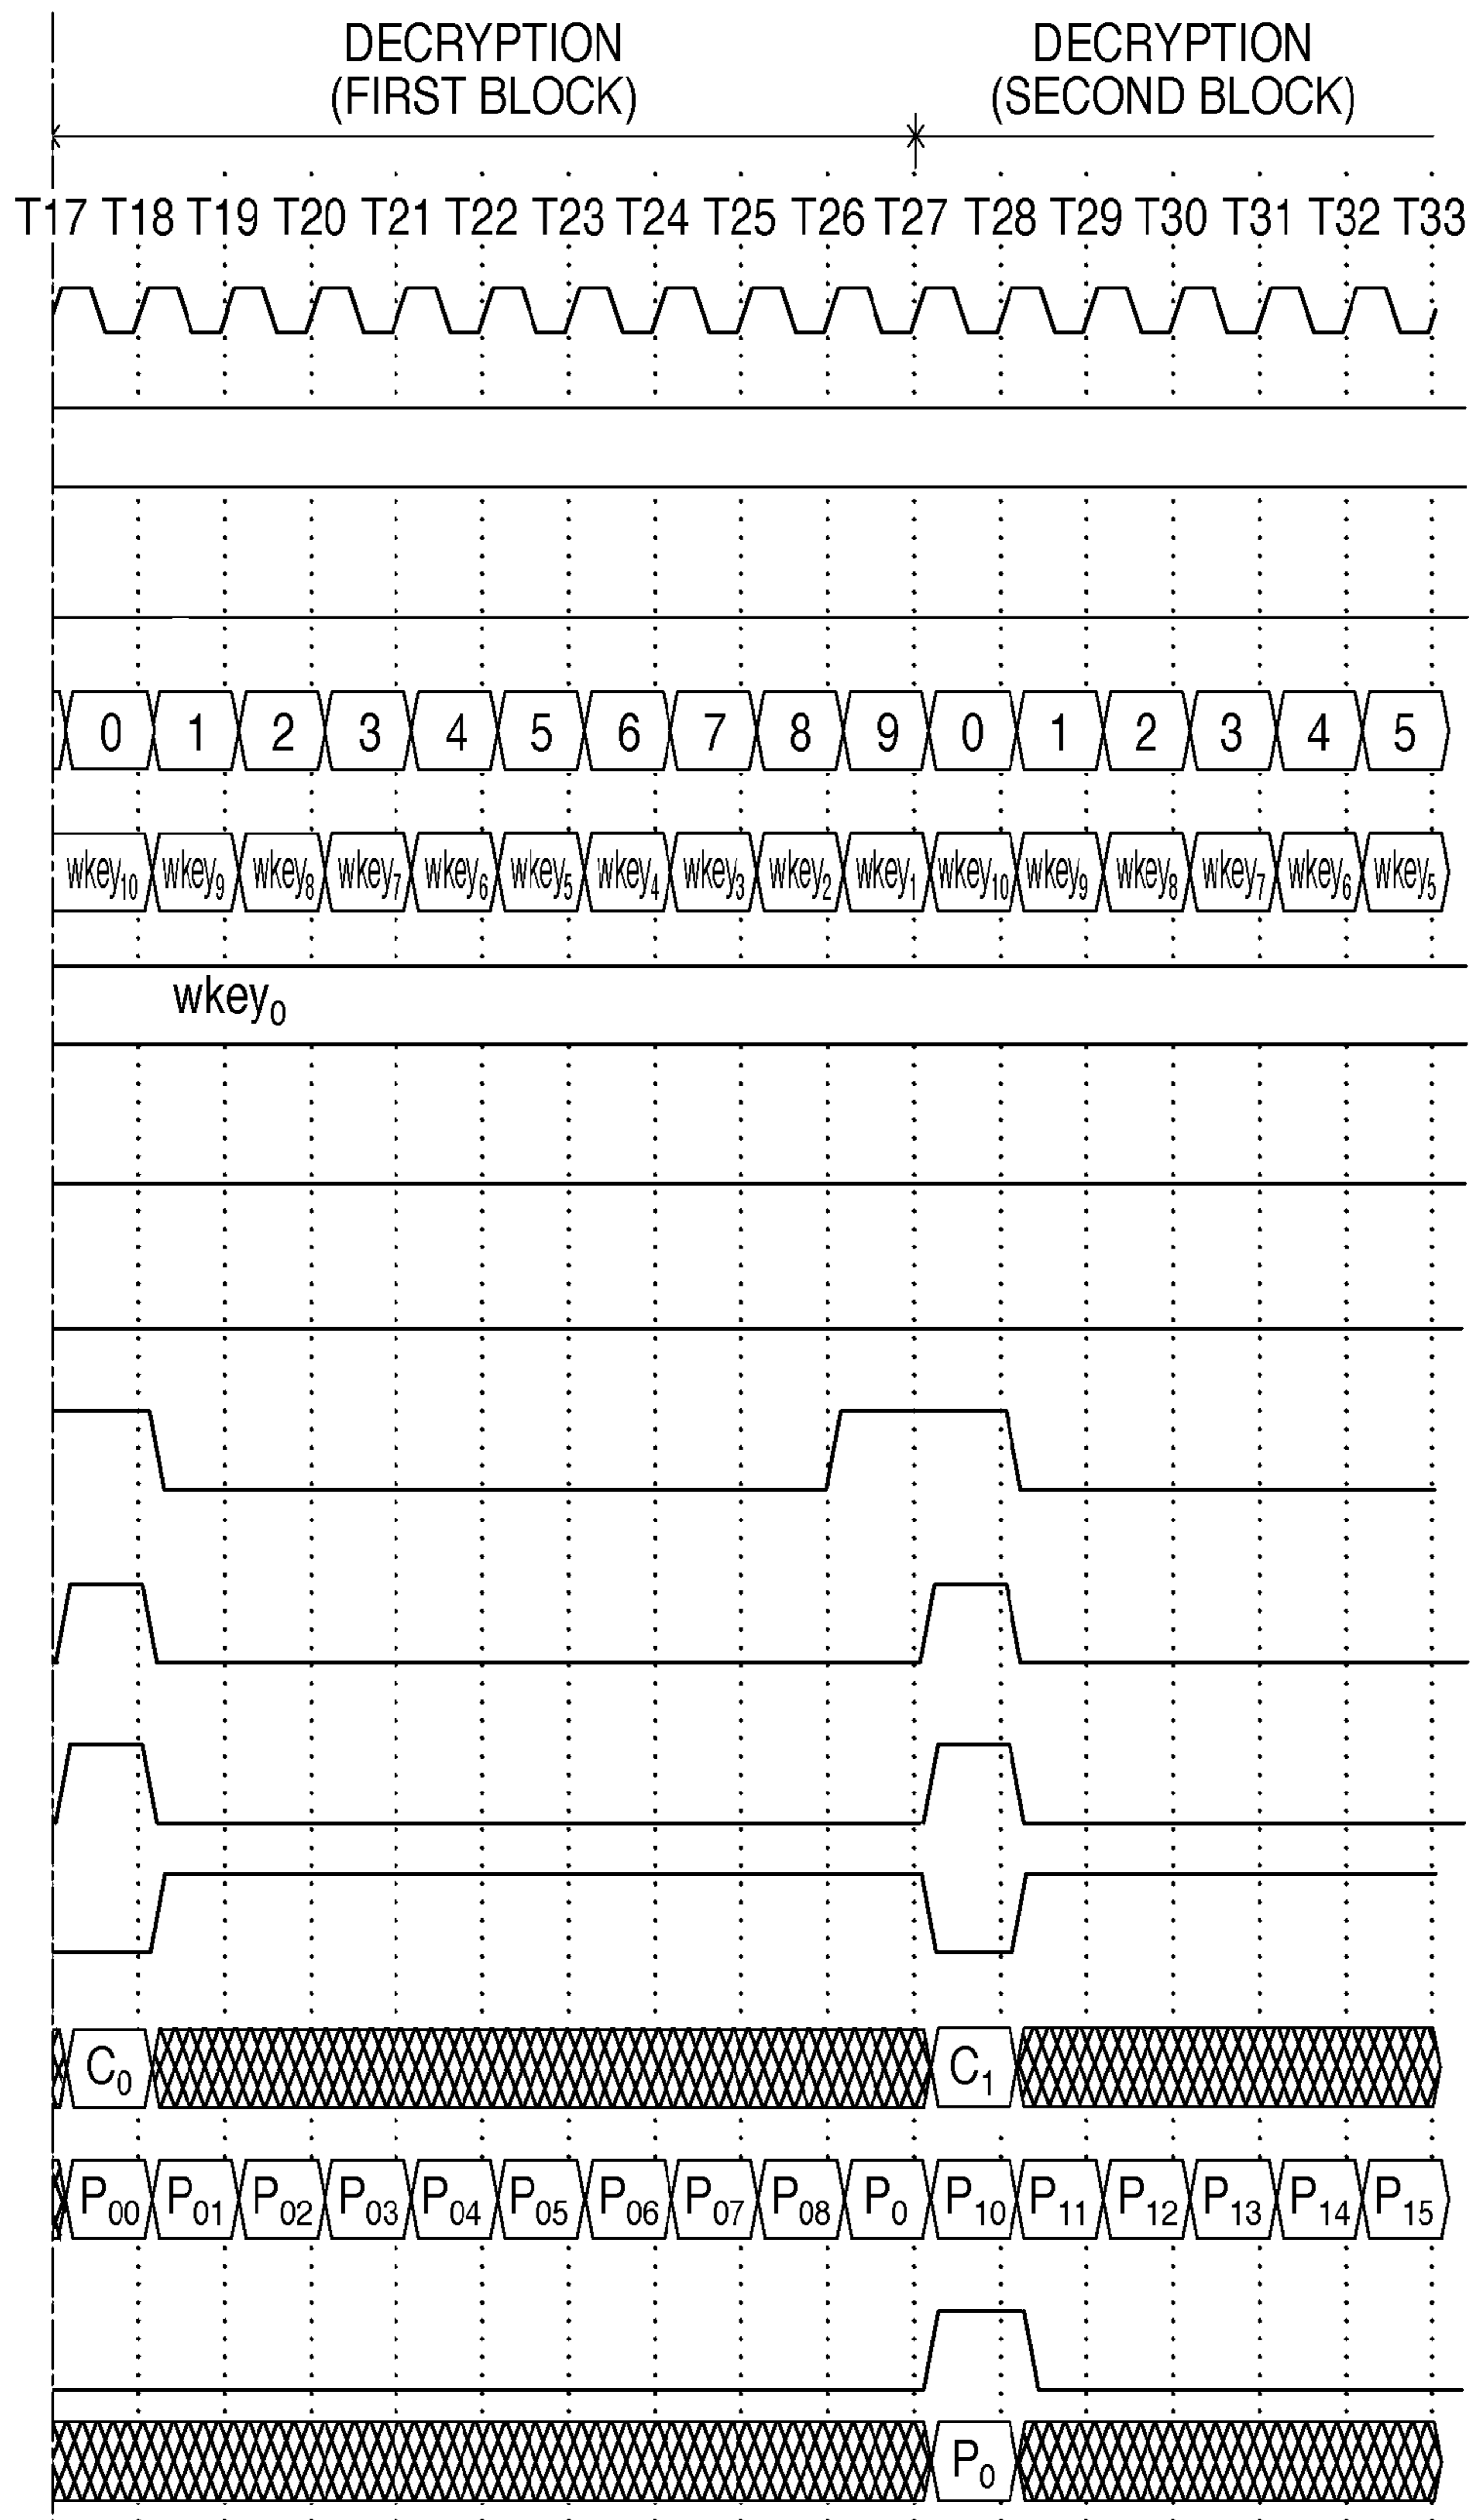 DECRYPTION
(FIRST BLOCK)
DECRYPTION
(SECOND BLOCK)
T17 T18 T19 T20 T21 T22 T23 T24 T25 T26 T27 T28 T29 T30 T31 T32 T33
0 1 2 3 4 5 6 7 8 9 0 1 2 3 4 5
wkey10 wkey9 wkey8 wkey7 wkey6 wkey5 wkey4 wkey3 wkey2 wkey1 wkey10 wkey9 wkey8 wkey7 wkey6 wkey5
wkey0
C0 C1
P00 P01 P02 P03 P04 P05 P06 P07 P08 P0 P10 P11 P12 P13 P14 P15
P0